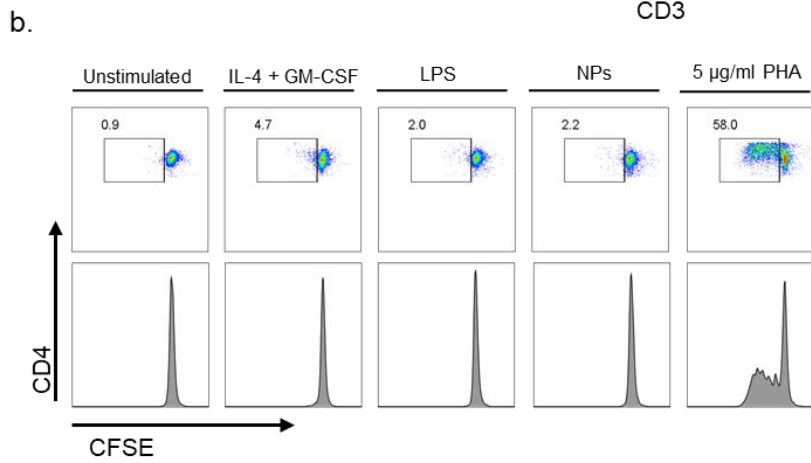 CD3
b.
Unstimulated IL-4 + GM-CSF LPS NPs 5 µg/ml PHA
0.9 4.7 2.0 2.2 58.0
CD4
CFSE